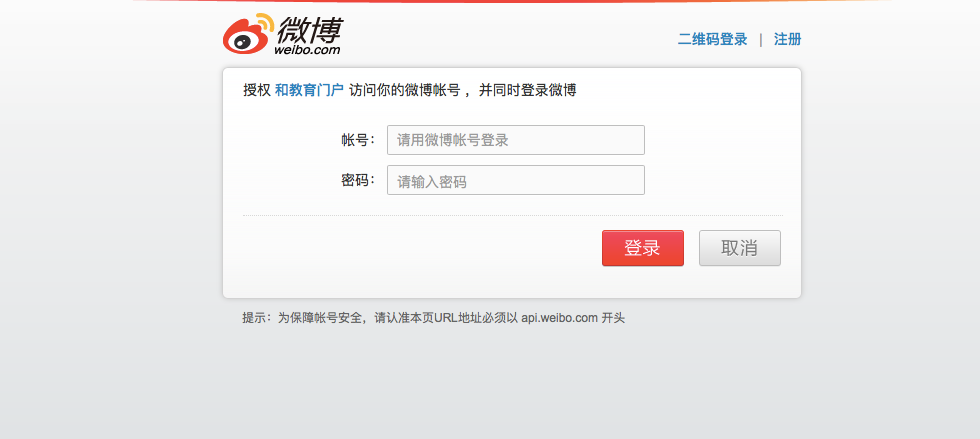 微博
weibo.com
二维码登录 | 注册
授权 和教育门户 访问你的微博帐号 ，并同时登录微博
帐号： 请用微博帐号登录
密码： 请输入密码
登录 取消
提示：为保障帐号安全，请认准本页URL地址必须以 api.weibo.com 开头